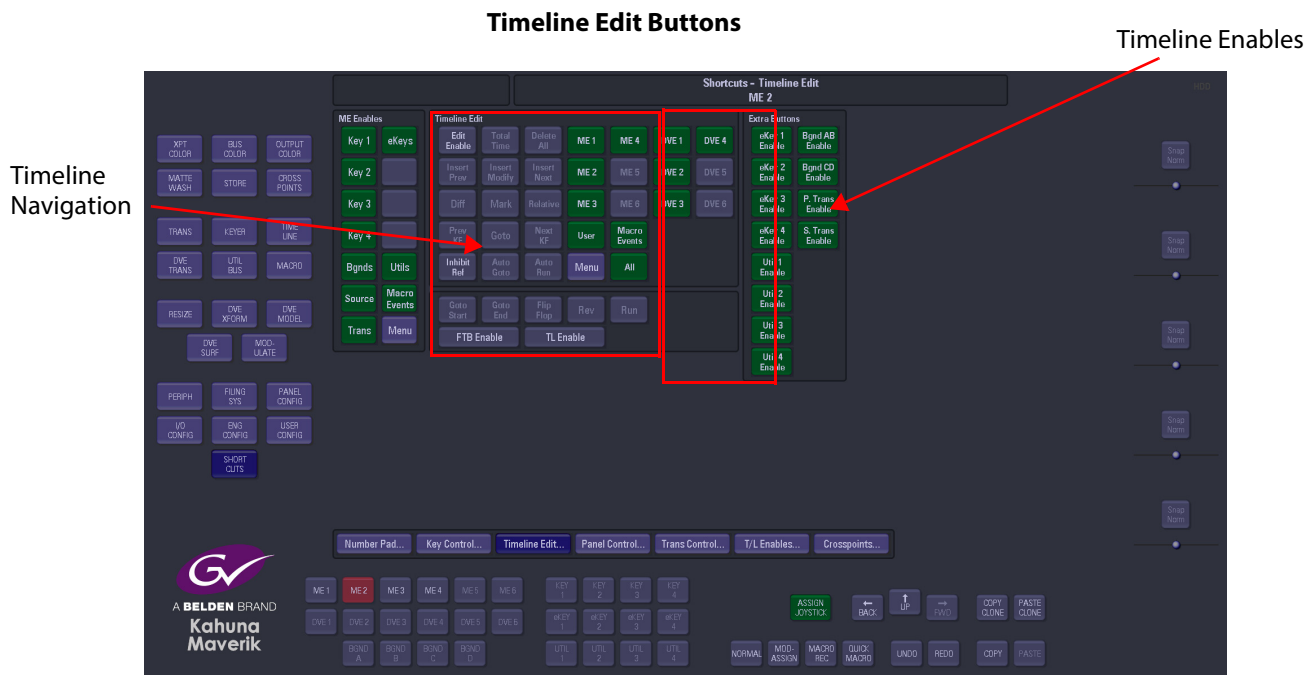 Timeline Edit Buttons
Timeline Enables
Timeline
Navigation
Shortcuts - Timeline Edit
ME 2
HDD
ME Enables
Key 1
eKeys
Key 2
Key 3
Key 4
Bgnds
Utils
Source
Macro
Events
Trans
Menu
Timeline Edit
Edit
Enable
Total
Time
Delete
All
ME 1
ME 4
DVE 1
DVE 4
Insert
Prev
Insert
Modify
Insert
Next
ME 2
ME 5
DVE 2
DVE 5
Diff
Mark
Relative
ME 3
ME 6
DVE 3
DVE 6
Prev
KF
Goto
Next
KF
User
Macro
Events
Inhibit
Ref
Auto
Goto
Auto
Run
Menu
All
Goto
Start
Goto
End
Flip
Flop
Rev
Run
FTB Enable
TL Enable
Extra Buttons
eKey 1
Enable
Bgnd AB
Enable
eKey 2
Enable
Bgnd CD
Enable
eKey 3
Enable
P. Trans
Enable
eKey 4
Enable
S. Trans
Enable
Util 1
Enable
Util 2
Enable
Util 3
Enable
Util 4
Enable
XPT
COLOR
BUS
COLOR
OUTPUT
COLOR
MATTE
WASH
STORE
CROSS
POINTS
TRANS
KEYER
TIME
LINE
DVE
TRANS
UTIL
BUS
MACRO
RESIZE
DVE
XFORM
DVE
MODEL
DVE
SURF
MOD-
ULATE
PERIPH
FILING
SYS
PANEL
CONFIG
I/O
CONFIG
ENG
CONFIG
USER
CONFIG
SHORT
CUTS
Snap
Norm
Snap
Norm
Snap
Norm
Snap
Norm
Snap
Norm
Number Pad...
Key Control...
Timeline Edit...
Panel Control...
Trans Control...
T/L Enables...
Crosspoints...
GV
A BELDEN BRAND
Kahuna
Maverik
ME 1
ME 2
ME 3
ME 4
ME 5
ME 6
KEY
1
KEY
2
KEY
3
KEY
4
DVE 1
DVE 2
DVE 3
DVE 4
DVE 5
DVE 6
eKEY
1
eKEY
2
eKEY
3
eKEY
4
BGND
A
BGND
B
BGND
C
BGND
D
UTIL
1
UTIL
2
UTIL
3
UTIL
4
ASSIGN
JOYSTICK
BACK
UP
FWD
COPY
CLONE
PASTE
CLONE
NORMAL
MOD-
ASSIGN
MACRO
REC
QUICK
MACRO
UNDO
REDO
COPY
PASTE